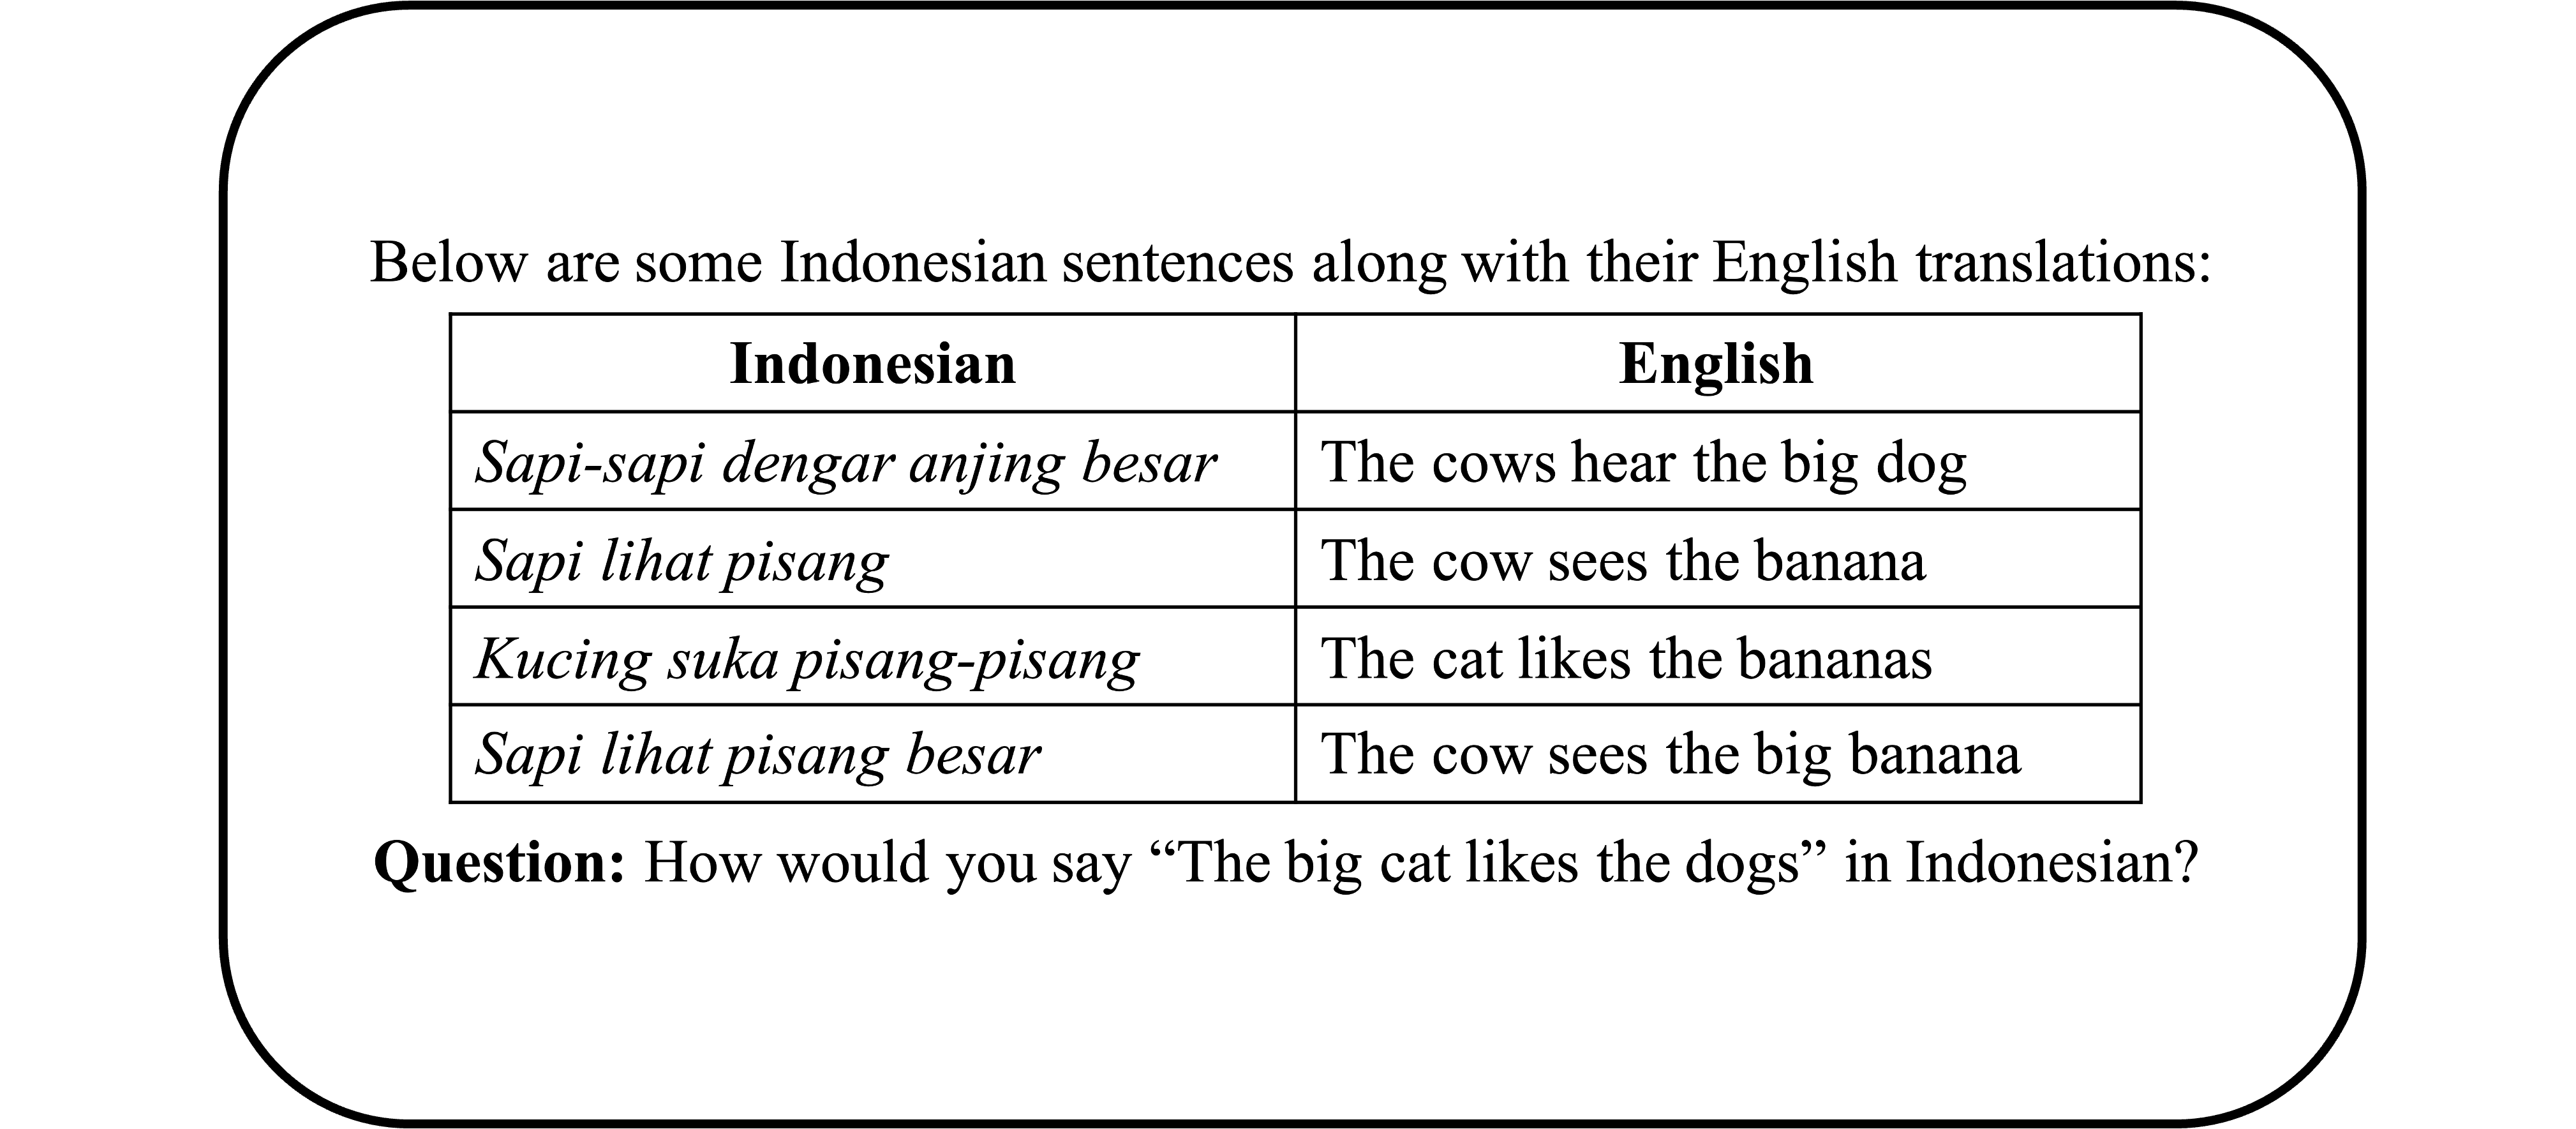 Below are some Indonesian sentences along with their English translations:
Indonesian English
Sapi-sapi dengar anjing besar The cows hear the big dog
Sapi lihat pisang The cow sees the banana
Kucing suka pisang-pisang The cat likes the bananas
Sapi lihat pisang besar The cow sees the big banana
Question: How would you say “The big cat likes the dogs” in Indonesian?